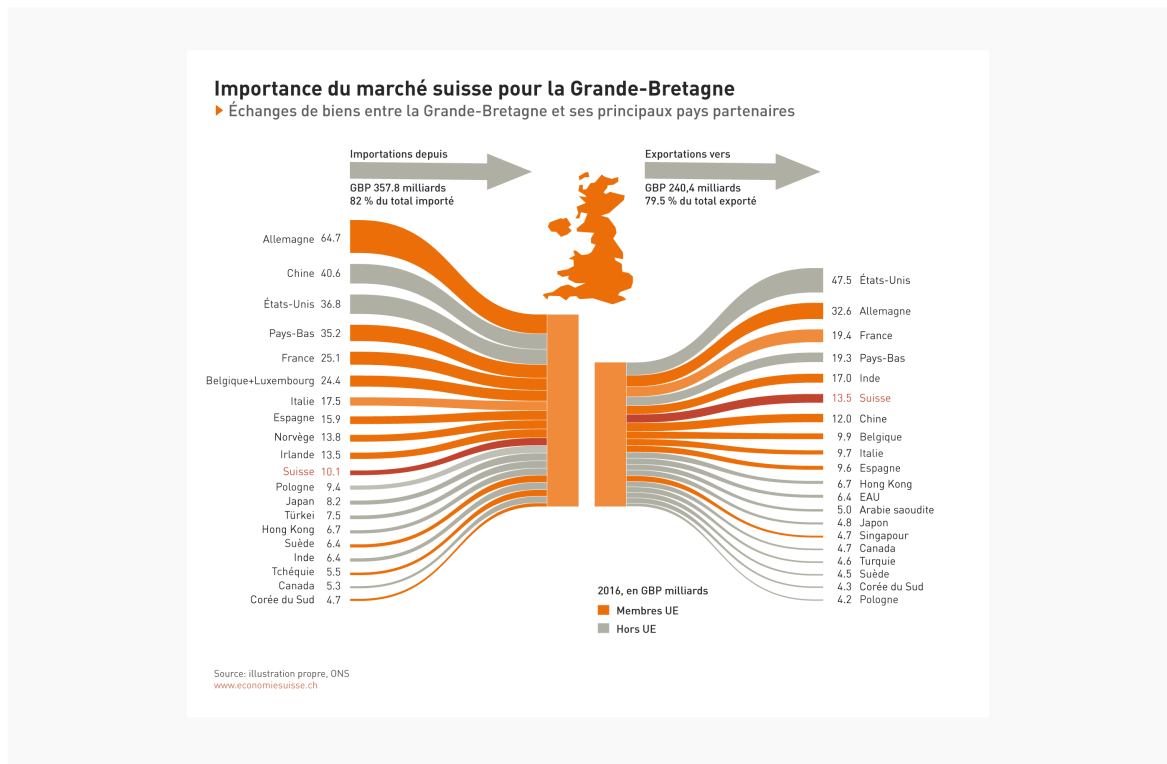 Importance du marché suisse pour la Grande-Bretagne
Échanges de biens entre la Grande-Bretagne et ses principaux pays partenaires
Importations depuis
GBP 357.8 milliards
82 % du total importé
Exportations vers
GBP 240,4 milliards
79.5 % du total exporté
Allemagne 64.7
Chine 40.6
États-Unis 36.8
Pays-Bas 35.2
France 25.1
Belgique+Luxembourg 24.4
Italie 17.5
Espagne 15.9
Norvège 13.8
Irlande 13.5
Suisse 10.1
Pologne 9.4
Japan 8.2
Türkei 7.5
Hong Kong 6.7
Suède 6.4
Inde 6.4
Tchéquie 5.5
Canada 5.3
Corée du Sud 4.7
47.5 États-Unis
32.6 Allemagne
19.4 France
19.3 Pays-Bas
17.0 Inde
13.5 Suisse
12.0 Chine
9.9 Belgique
9.7 Italie
9.6 Espagne
6.7 Hong Kong
6.4 EAU
5.0 Arabie saoudite
4.8 Japon
4.7 Singapour
4.7 Canada
4.6 Turquie
4.5 Suède
4.3 Corée du Sud
4.2 Pologne
2016, en GBP milliards
Membres UE
Hors UE
Source: illustration propre, ONS
www.economiesuisse.ch